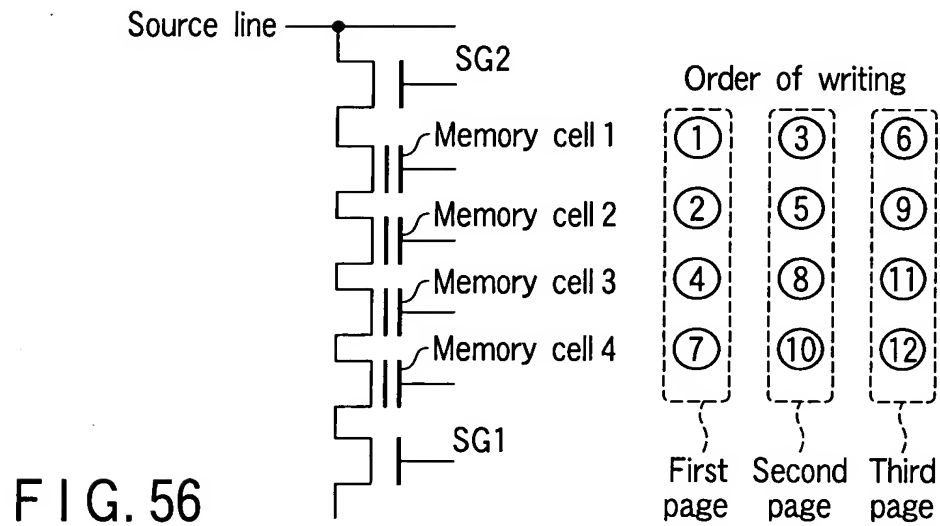 Source line
SG2
Order of writing
Memory cell 1
Memory cell 2
Memory cell 3
Memory cell 4
SG1
① ③ ⑥
② ⑤ ⑨
④ ⑧ ⑪
⑦ ⑩ ⑫
First Second Third
page page page
FIG.56